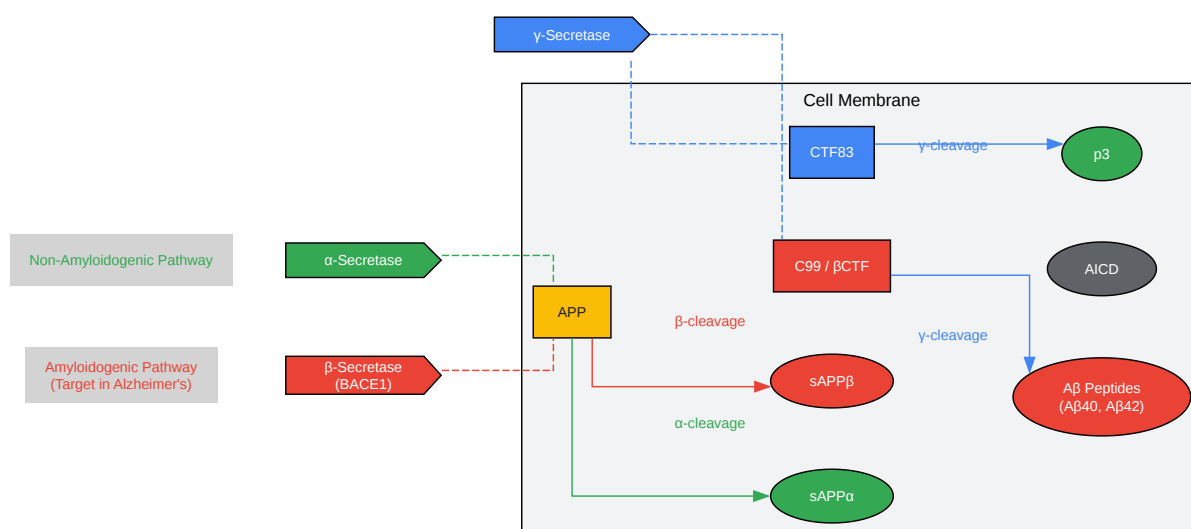 γ-Secretase
Cell Membrane
CTF83
γ-cleavage
p3
Non-Amyloidogenic Pathway
α-Secretase
C99 / βCTF
AICD
APP
β-cleavage
γ-cleavage
Amyloidogenic Pathway
(Target in Alzheimer's)
β-Secretase
(BACE1)
sAPPβ
Aβ Peptides
(Aβ40, Aβ42)
α-cleavage
sAPPα